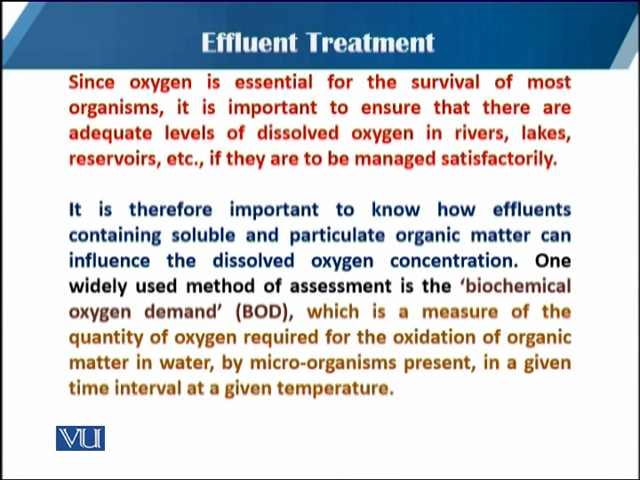 Effluent Treatment
Since oxygen is essential for the survival of most
organisms, it is important to ensure that there are
adequate levels of dissolved oxygen in rivers, lakes,
reservoirs, etc., if they are to be managed satisfactorily.
It is therefore important to know how effluents
containing soluble and particulate organic matter can
influence the dissolved oxygen concentration. One
widely used method of assessment is the ‘biochemical
oxygen demand’ (BOD), which is a measure of the
quantity of oxygen required for the oxidation of organic
matter in water, by micro-organisms present, in a given
time interval at a given temperature.
VU